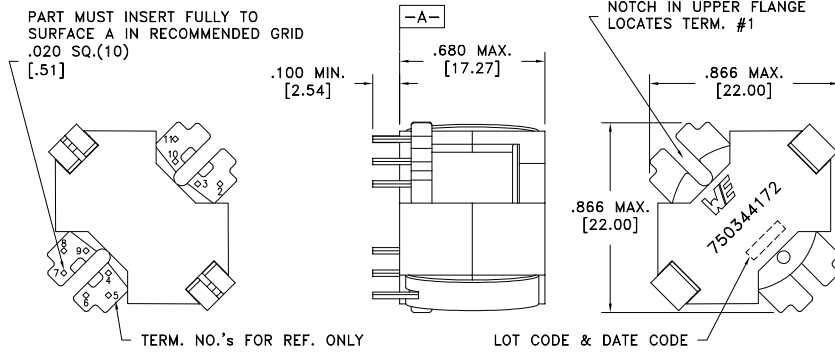 PART MUST INSERT FULLY TO
SURFACE A IN RECOMMENDED GRID
.020 SQ.(10)
[.51]
-A-
.680 MAX.
[17.27]
.100 MIN.
[2.54]
NOTCH IN UPPER FLANGE
LOCATES TERM. #1
.866 MAX.
[22.00]
.866 MAX.
[22.00]
11
10
3
2
8
9
7
4
6
5
WE
750344172
TERM. NO.'s FOR REF. ONLY
LOT CODE & DATE CODE